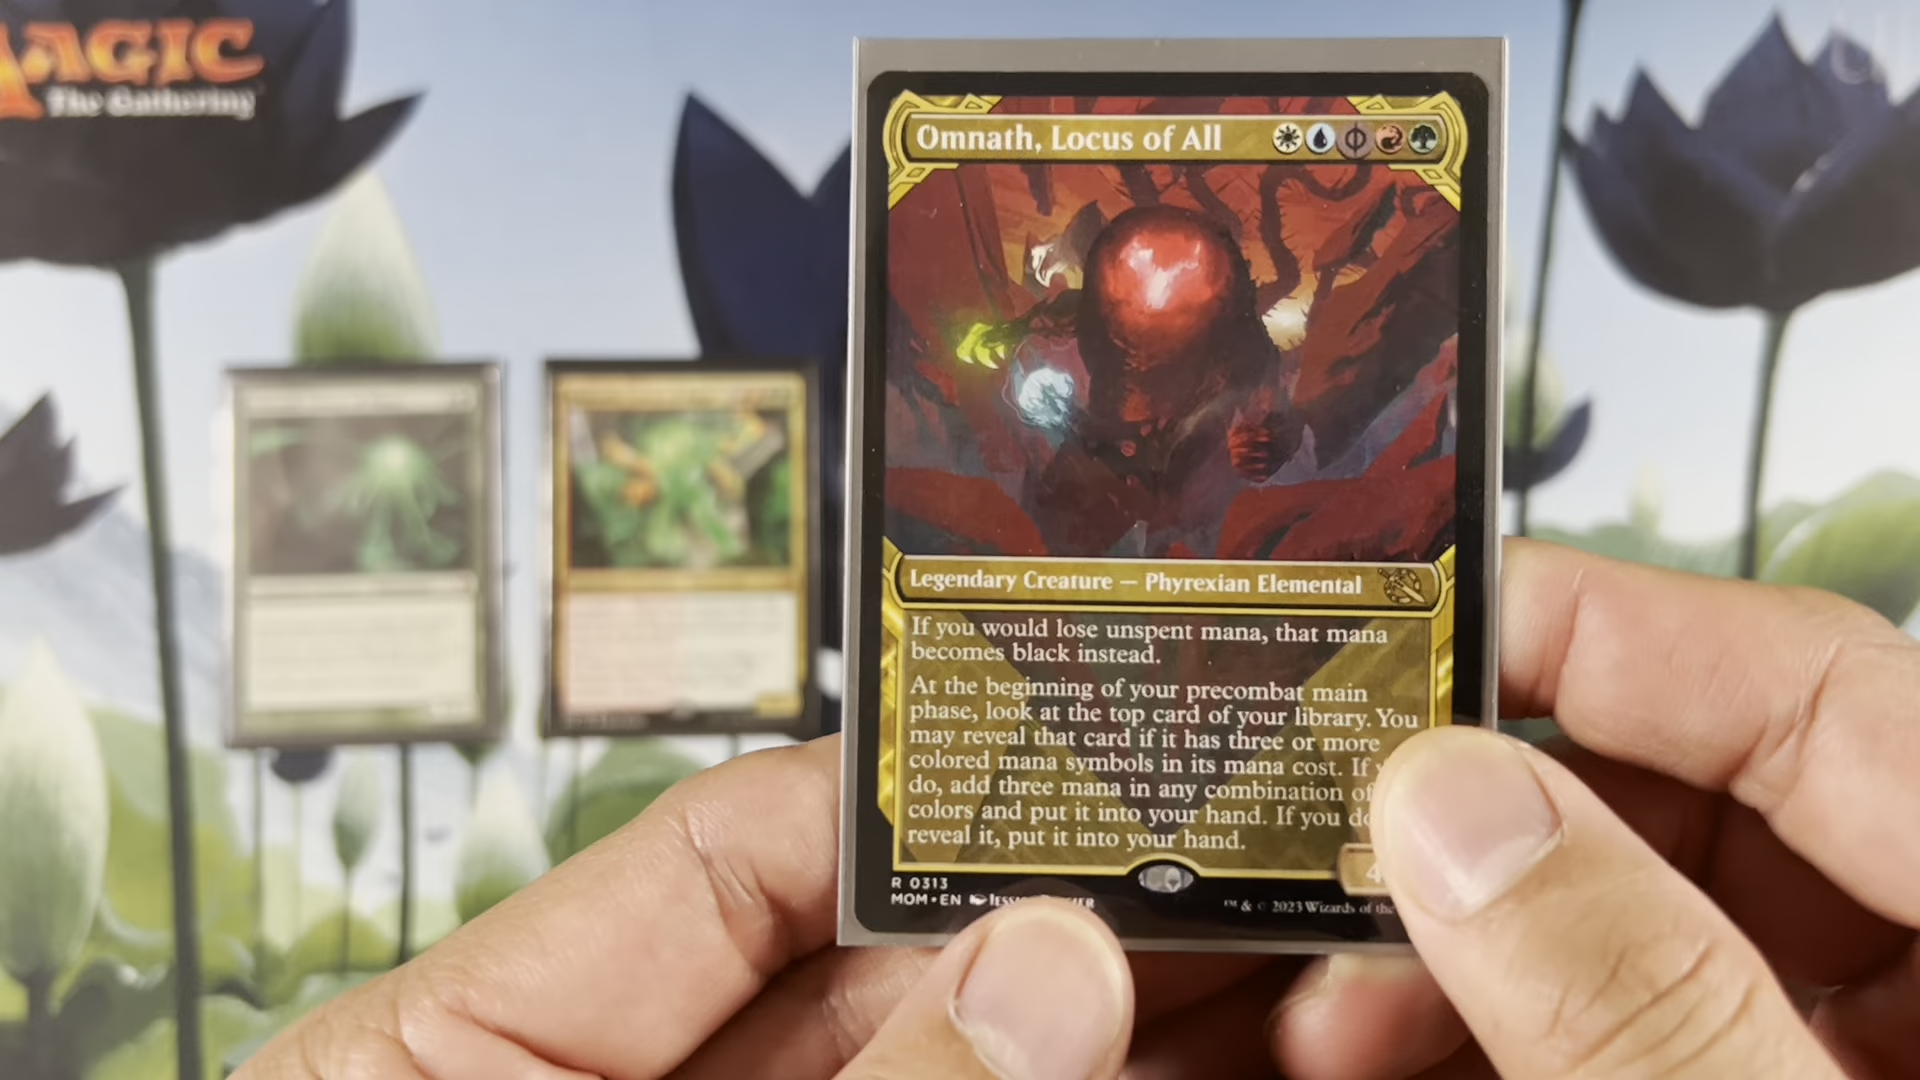 MAGIC
The Gathering
Omnath, Locus of All
Legendary Creature — Phyrexian Elemental
If you would lose unspent mana, that mana
becomes black instead.
At the beginning of your precombat main
phase, look at the top card of your library. You
may reveal that card if it has three or more
colored mana symbols in its mana cost. If
do, add three mana in any combination of
colors and put it into your hand. If you
reveal it, put it into your hand.
4
R 0313
MOM • EN
™ & © 2023 Wizards of the